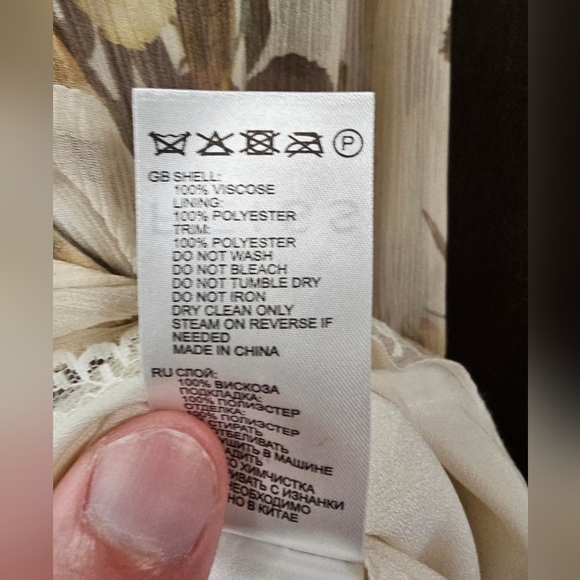 P
GB SHELL:
100% VISCOSE
LINING:
100% POLYESTER
TRIM:
100% POLYESTER
DO NOT WASH
DO NOT BLEACH
DO NOT TUMBLE DRY
DO NOT IRON
DRY CLEAN ONLY
STEAM ON REVERSE IF
NEEDED
MADE IN CHINA
RU СЛОЙ:
100% ВИСКОЗА
ПОДКЛАДКА:
100% ПОЛИЭСТЕР
ОТДЕЛКА:
100% ПОЛИЭСТЕР
В МАШИНЕ
ХИМЧИСТКА
С ИЗНАНКИ
В КИТАЕ